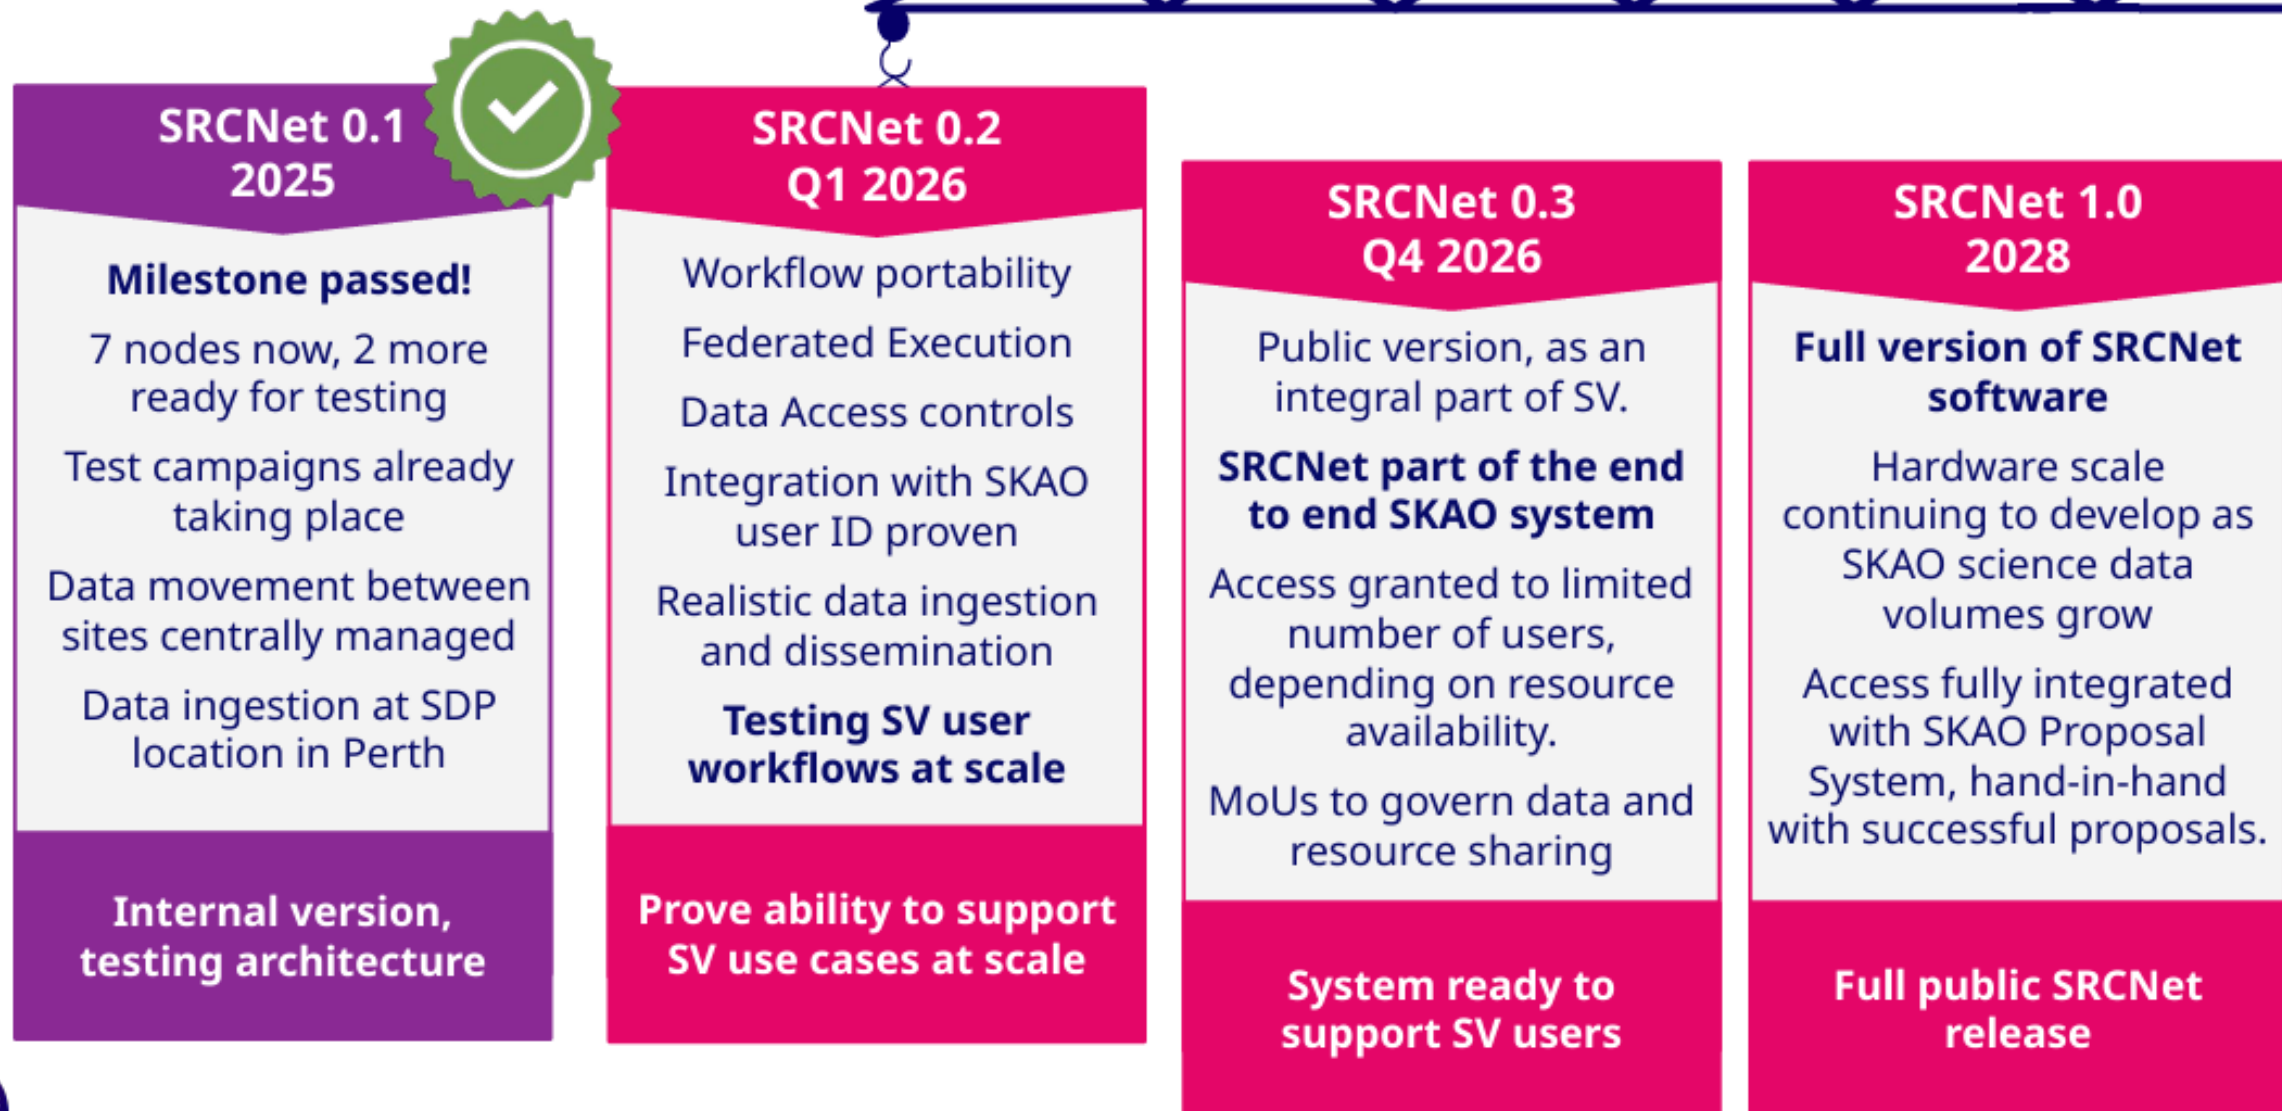 SRCNet 0.1
2025
Milestone passed!
7 nodes now, 2 more
ready for testing
Test campaigns already
taking place
Data movement between
sites centrally managed
Data ingestion at SDP
location in Perth
Internal version,
testing architecture
SRCNet 0.2
Q1 2026
Workflow portability
Federated Execution
Data Access controls
Integration with SKAO
user ID proven
Realistic data ingestion
and dissemination
Testing SV user
workflows at scale
Prove ability to support
SV use cases at scale
SRCNet 0.3
Q4 2026
Public version, as an
integral part of SV.
SRCNet part of the end
to end SKAO system
Access granted to limited
number of users,
depending on resource
availability.
MoUs to govern data and
resource sharing
System ready to
support SV users
SRCNet 1.0
2028
Full version of SRCNet
software
Hardware scale
continuing to develop as
SKAO science data
volumes grow
Access fully integrated
with SKAO Proposal
System, hand-in-hand
with successful proposals.
Full public SRCNet
release